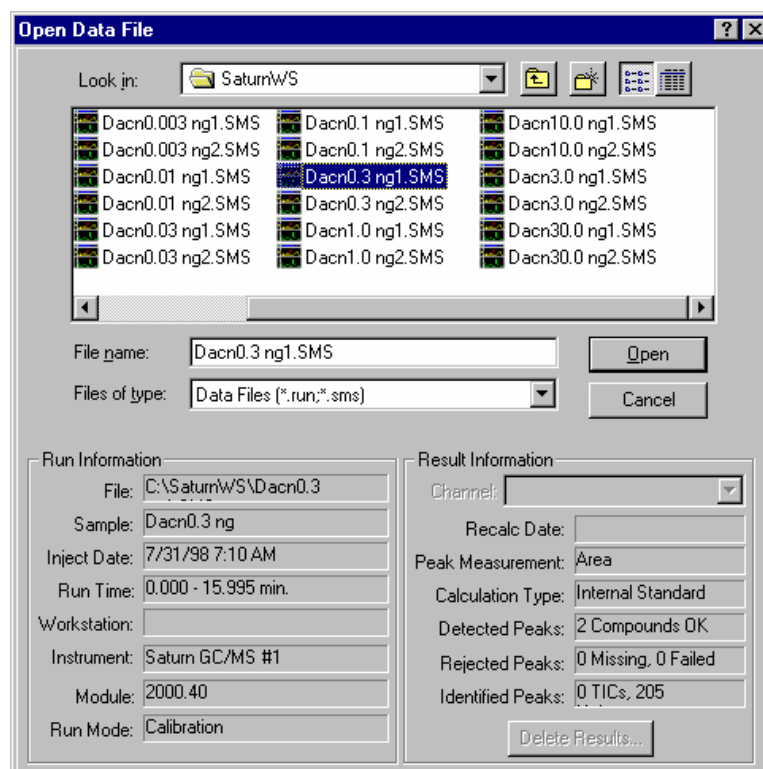 Open Data File
Look in: SaturnWS
Dacn0.003 ng1.SMS Dacn0.1 ng1.SMS Dacn10.0 ng1.SMS
Dacn0.003 ng2.SMS Dacn0.1 ng2.SMS Dacn10.0 ng2.SMS
Dacn0.01 ng1.SMS Dacn0.3 ng1.SMS Dacn3.0 ng1.SMS
Dacn0.01 ng2.SMS Dacn0.3 ng2.SMS Dacn3.0 ng2.SMS
Dacn0.03 ng1.SMS Dacn1.0 ng1.SMS Dacn30.0 ng1.SMS
Dacn0.03 ng2.SMS Dacn1.0 ng2.SMS Dacn30.0 ng2.SMS
File name: Dacn0.3 ng1.SMS Open
Files of type: Data Files (*.run;*.sms) Cancel
Run Information
File: C:\SaturnWS\Dacn0.3
Sample: Dacn0.3 ng
Inject Date: 7/31/98 7:10 AM
Run Time: 0.000 - 15.995 min.
Workstation:
Instrument: Saturn GC/MS #1
Module: 2000.40
Run Mode: Calibration
Result Information
Channel:
Recalc Date:
Peak Measurement: Area
Calculation Type: Internal Standard
Detected Peaks: 2 Compounds OK
Rejected Peaks: 0 Missing, 0 Failed
Identified Peaks: 0 TICs, 205
Delete Results...